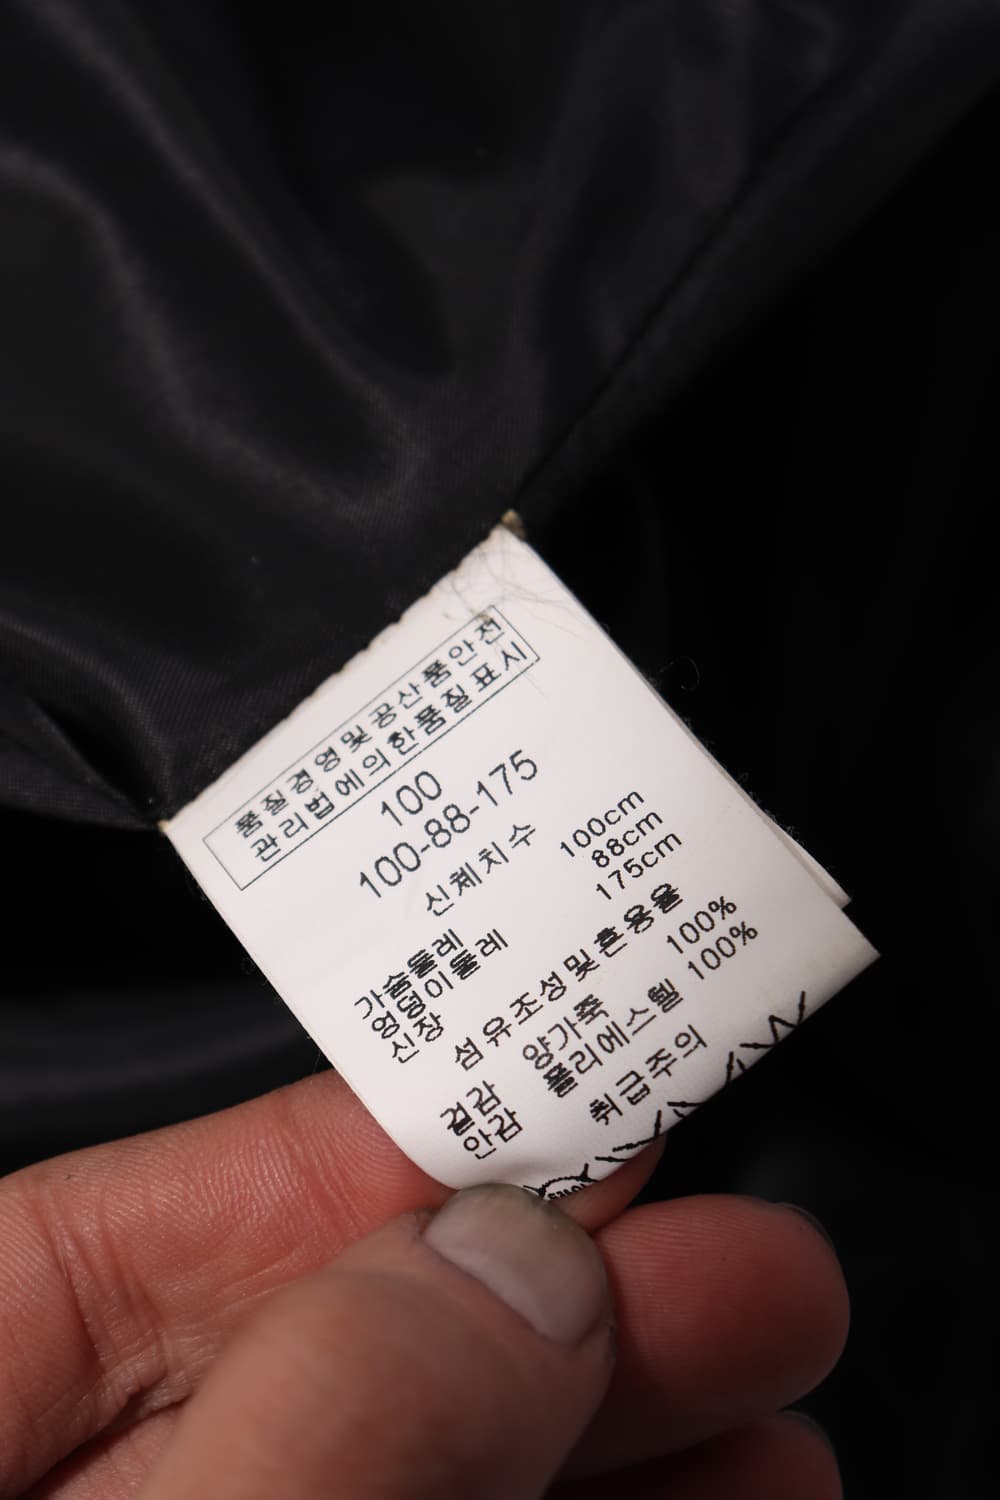 품질경영및공산품안전
관리법에의한품질표시
100
100-88-175
신체치수
가슴둘레 100cm
엉덩이둘레 88cm
신장 175cm
섬유조성및혼용율
겉감 양가죽 100%
안감 폴리에스텔 100%
취급주의